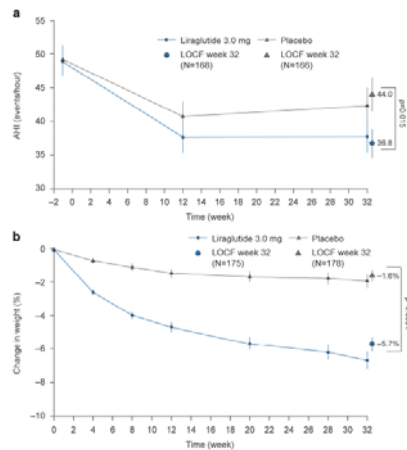 a
Liraglutide 3.0 mg
Placebo
LOCF week 32
(N=168)
LOCF week 32
(N=166)
AHI (events/hour)
50
45
40
35
30
44.0
36.8
p=0.015
−2 0 2 4 6 8 10 12 14 16 18 20 22 24 26 28 30 32
Time (week)
b
Liraglutide 3.0 mg
Placebo
LOCF week 32
(N=175)
LOCF week 32
(N=178)
Change in weight (%)
0
−2
−4
−6
−8
−10
−1.6%
−5.7%
0 2 4 6 8 10 12 14 16 18 20 22 24 26 28 30 32
Time (week)